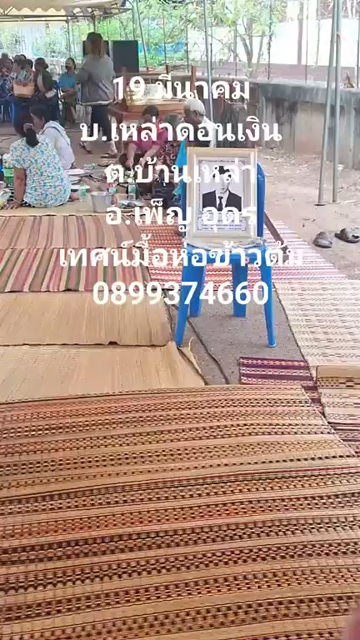 19 มีนาคม
บ.เหล่าดอนเงิน
ต.บ้านเหล่า
อ.เพ็ญ อุดร
เทศน์มื้อห่อข้าวต้ม
0899374660